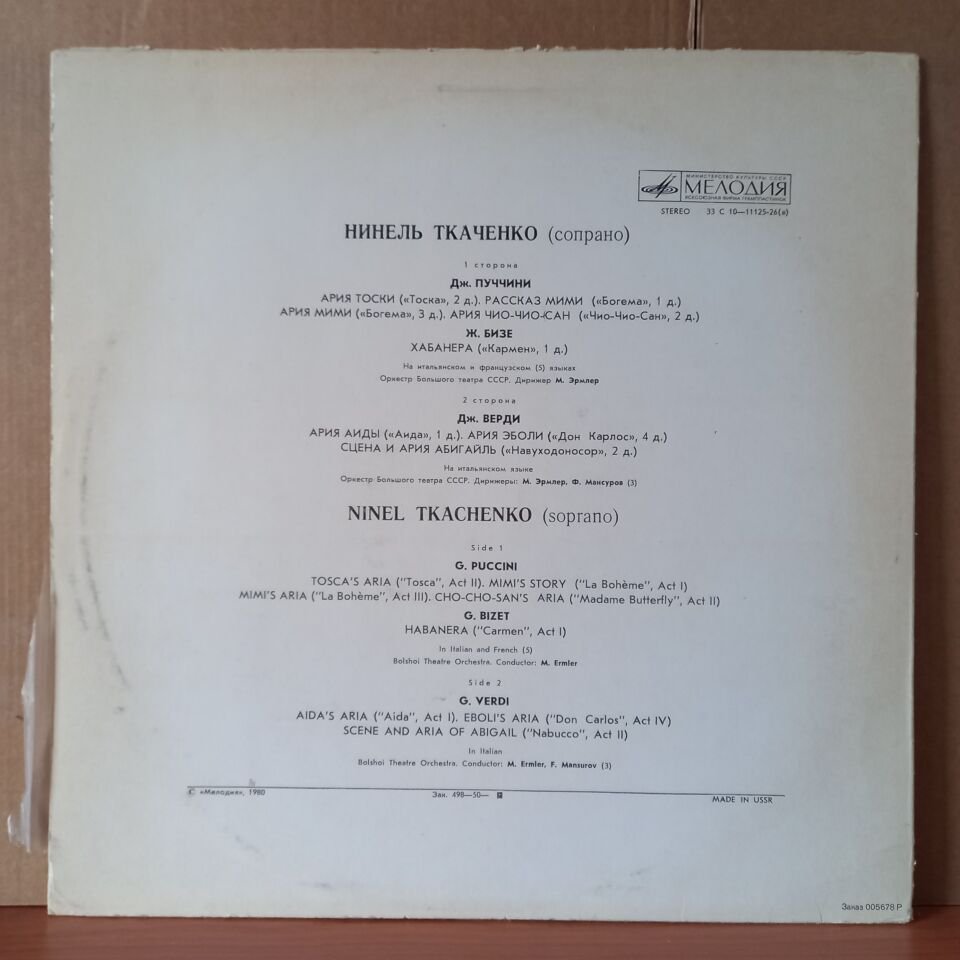 МИНИСТЕРСТВО КУЛЬТУРЫ СССР
МЕЛОДИЯ
ВСЕСОЮЗНАЯ ФИРМА ГРАМПЛАСТИНОК
STEREO 33 С 10—11125-26(а)
НИНЕЛЬ ТКАЧЕНКО (сопрано)
1 сторона
Дж. ПУЧЧИНИ
АРИЯ ТОСКИ («Тоска», 2 д.). РАССКАЗ МИМИ («Богема», 1 д.)
АРИЯ МИМИ («Богема», 3 д.). АРИЯ ЧИО-ЧИО-САН («Чио-Чио-Сан», 2 д.)
Ж. БИЗЕ
ХАБАНЕРА («Кармен», 1 д.)
На итальянском и французском (5) языках
Оркестр Большого театра СССР. Дирижер М. Эрмлер
2 сторона
Дж. ВЕРДИ
АРИЯ АИДЫ («Аида», 1 д.). АРИЯ ЭБОЛИ («Дон Карлос», 4 д.)
СЦЕНА И АРИЯ АБИГАЙЛЬ («Навуходоносор», 2 д.)
На итальянском языке
Оркестр Большого театра СССР. Дирижеры: М. Эрмлер, Ф. Мансуров (3)
NINEL TKACHENKO (soprano)
Side 1
G. PUCCINI
TOSCA'S ARIA ("Tosca", Act II). MIMI'S STORY ("La Bohème", Act I)
MIMI'S ARIA ("La Bohème", Act III). CHO-CHO-SAN'S ARIA ("Madame Butterfly", Act II)
G. BIZET
HABANERA ("Carmen", Act I)
In Italian and French (5)
Bolshoi Theatre Orchestra. Conductor: M. Ermler
Side 2
G. VERDI
AIDA'S ARIA ("Aida", Act I). EBOLI'S ARIA ("Don Carlos", Act IV)
SCENE AND ARIA OF ABIGAIL ("Nabucco", Act II)
In Italian
Bolshoi Theatre Orchestra. Conductor: M. Ermler, F. Mansurov (3)
© «Мелодия», 1980 Зак. 498—50— MADE IN USSR
Заказ 005678 Р